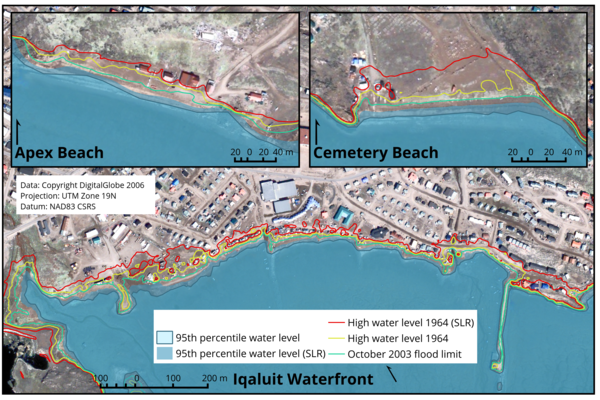 Apex Beach
20 0 20 40 m
Cemetery Beach
20 0 20 40 m
Data: Copyright DigitalGlobe 2006
Projection: UTM Zone 19N
Datum: NAD83 CSRS
95th percentile water level
95th percentile water level (SLR)
High water level 1964 (SLR)
High water level 1964
October 2003 flood limit
100 0 100 200 m
Iqaluit Waterfront